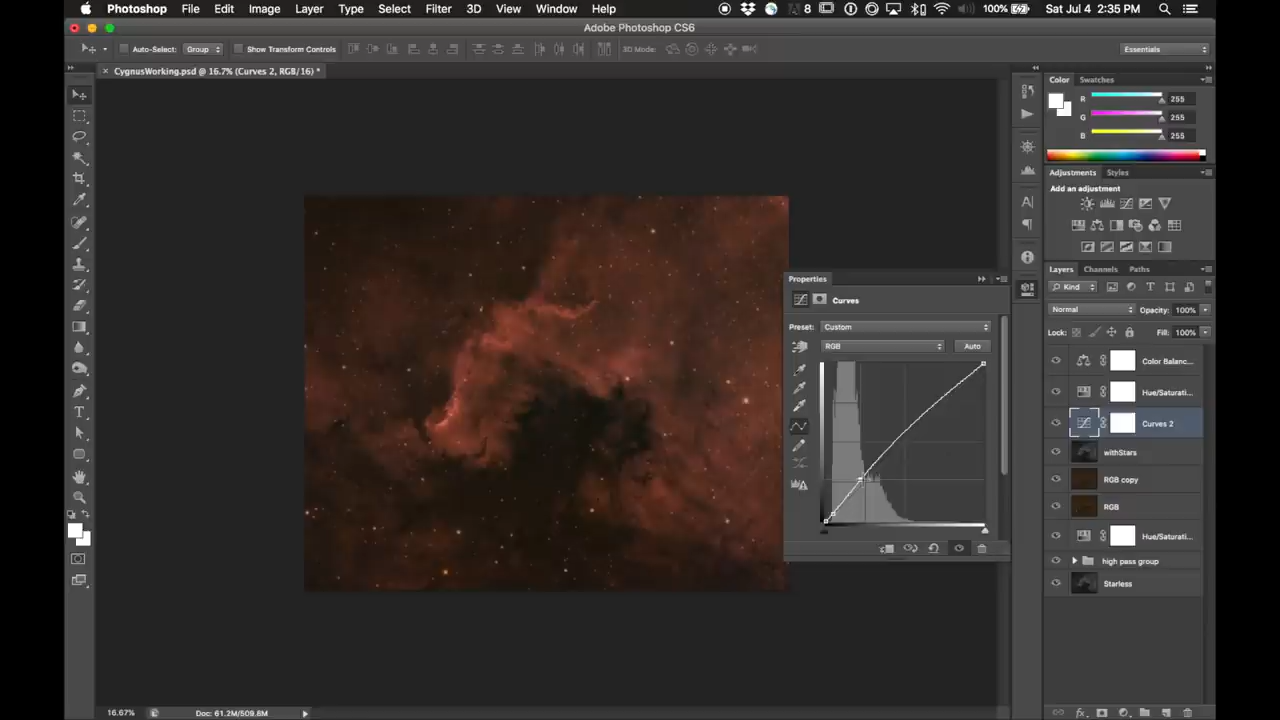 Photoshop File Edit Image Layer Type Select Filter 3D View Window Help 8 100% Sat Jul 4 2:35 PM
Adobe Photoshop CS6
Auto-Select: Group Show Transform Controls 3D Mode: Essentials
CygnusWorking.psd @ 16.7% (Curves 2, RGB/16) *
Color Swatches
R 255
G 255
B 255
Adjustments Styles
Add an adjustment
Layers Channels Paths
Kind
Normal Opacity: 100%
Lock: Fill: 100%
Color Balanc...
Hue/Saturati...
Curves 2
withStars
RGB copy
RGB
Hue/Saturati...
high pass group
Starless
Properties
Curves
Preset: Custom
RGB Auto
16.67% Doc: 61.2M/509.8M